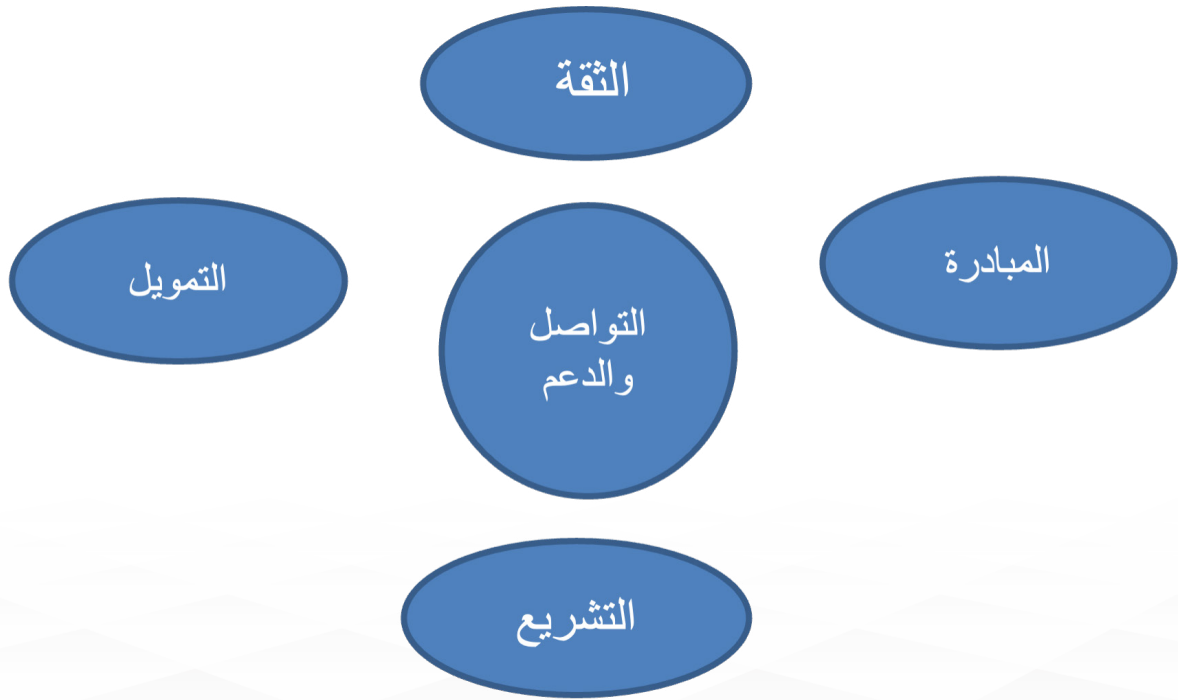 الثقة
المبادرة
التمويل
التواصل
والدعم
التشريع